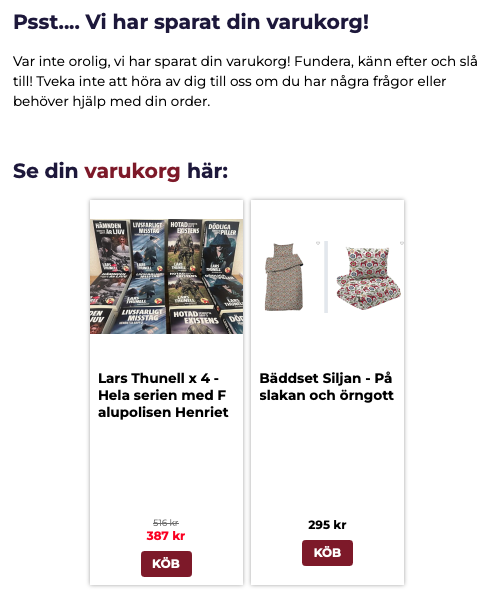 Psst.... Vi har sparat din varukorg!
Var inte orolig, vi har sparat din varukorg! Fundera, känn efter och slå
till! Tveka inte att höra av dig till oss om du har några frågor eller
behöver hjälp med din order.
Se din varukorg här:
HÄMNDEN
ÄR LJUV
LIVSFARLIGT
MISSTAG
HOTAD
EXISTENS
DÖDLIGA
PILLER
LARS
THUNELL
LIVSFARLIGT
MISSTAG
HOTAD
EXISTENS
Lars Thunell x 4 -
Hela serien med F
alupolisen Henriet
516 kr
387 kr
KÖB
Bäddset Siljan - På
slakan och örngott
295 kr
KÖB